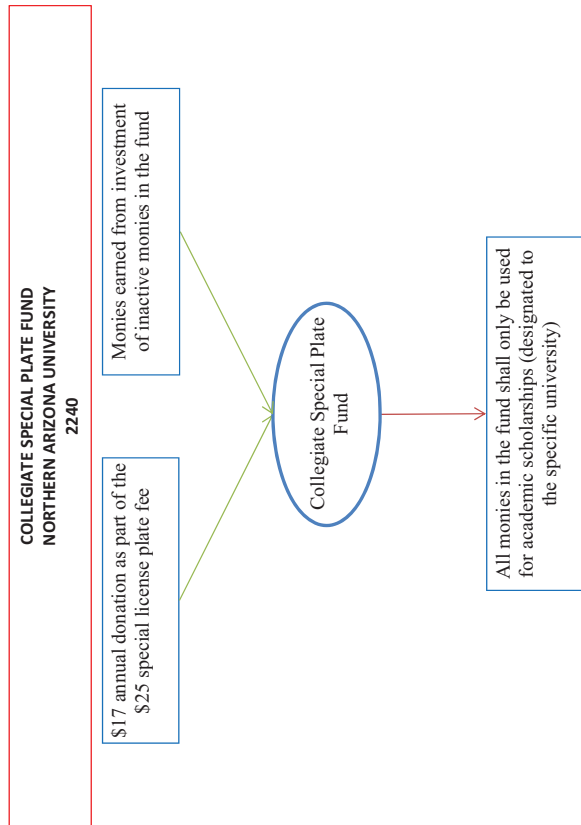 COLLEGIATE SPECIAL PLATE FUND
NORTHERN ARIZONA UNIVERSITY
2240
$17 annual donation as part of the
$25 special license plate fee
Monies earned from investment
of inactive monies in the fund
Collegiate Special Plate
Fund
All monies in the fund shall only be used
for academic scholarships (designated to
the specific university)